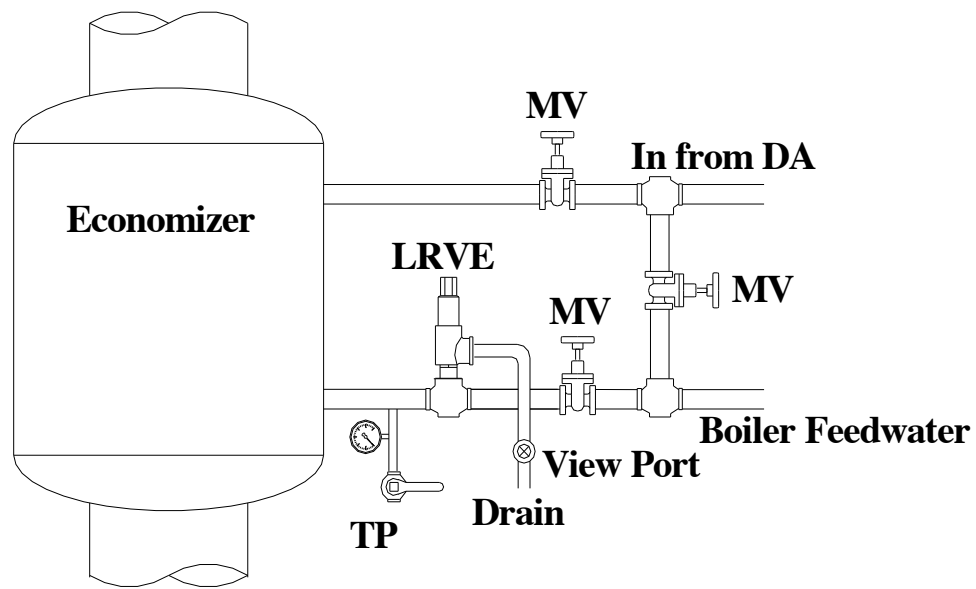 MV
In from DA
Economizer
LRVE
MV
MV
Boiler Feedwater
View Port
Drain
TP